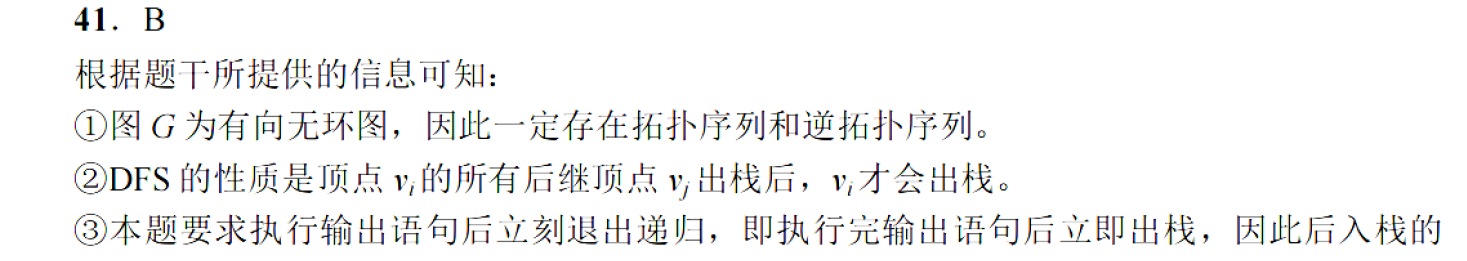 41. B
根据题干所提供的信息可知：
①图 G 为有向无环图，因此一定存在拓扑序列和逆拓扑序列。
②DFS 的性质是顶点 vi的所有后继顶点 vj 出栈后，vi才会出栈。
③本题要求执行输出语句后立刻退出递归，即执行完输出语句后立即出栈，因此后入栈的